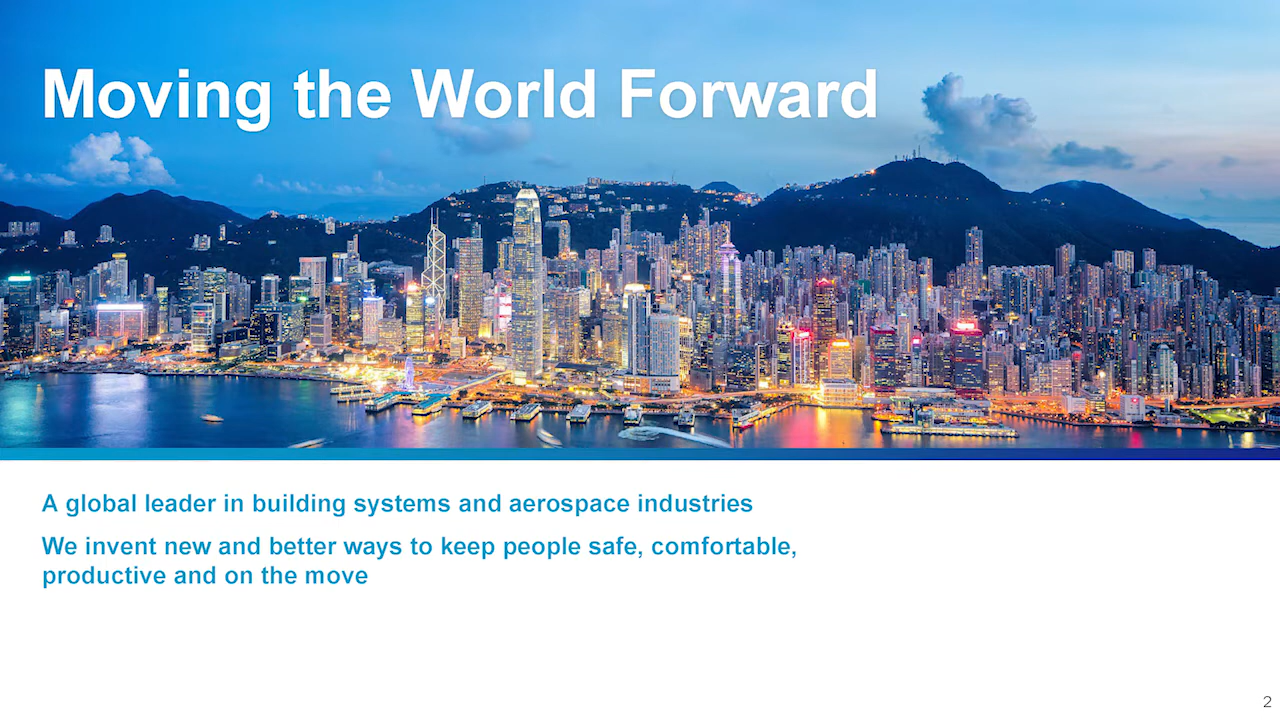 Moving the World Forward
A global leader in building systems and aerospace industries
We invent new and better ways to keep people safe, comfortable,
productive and on the move
2